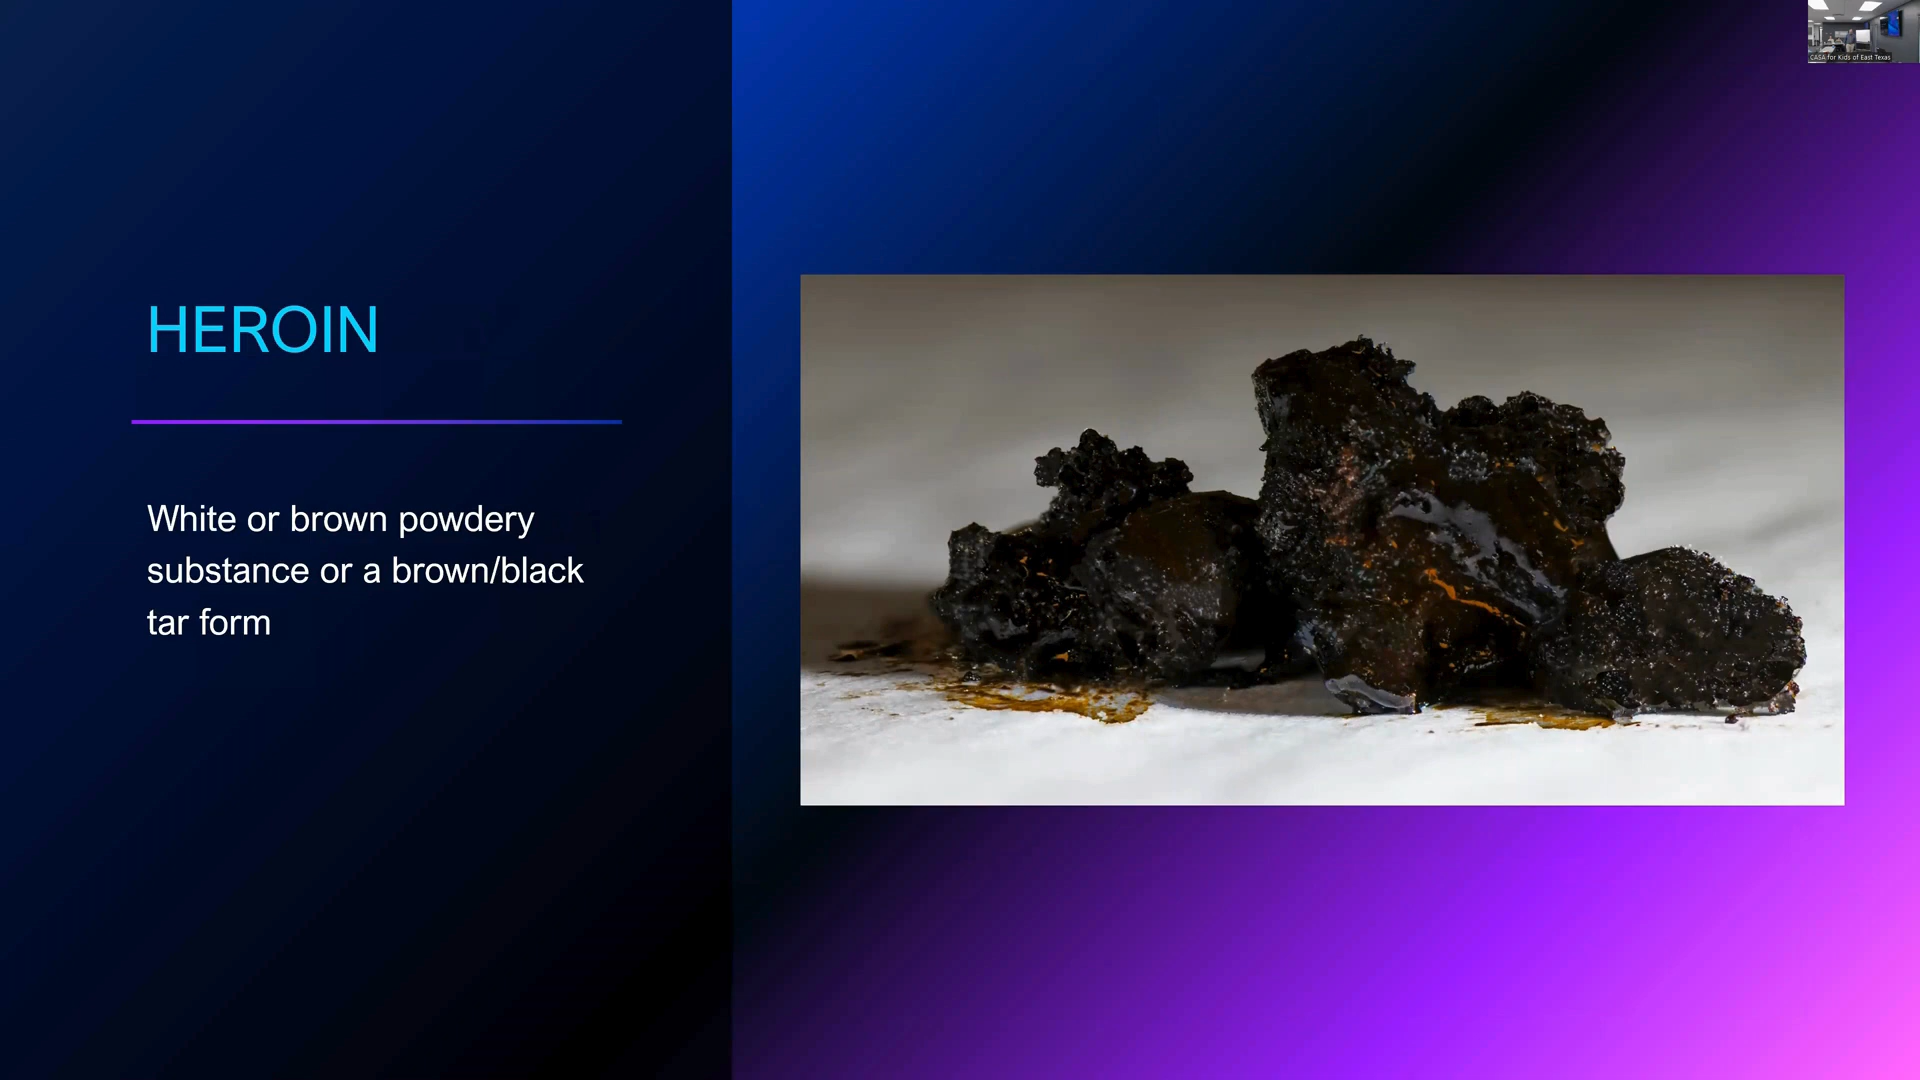 CASA for Kids of East Texas
HEROIN
White or brown powdery
substance or a brown/black
tar form